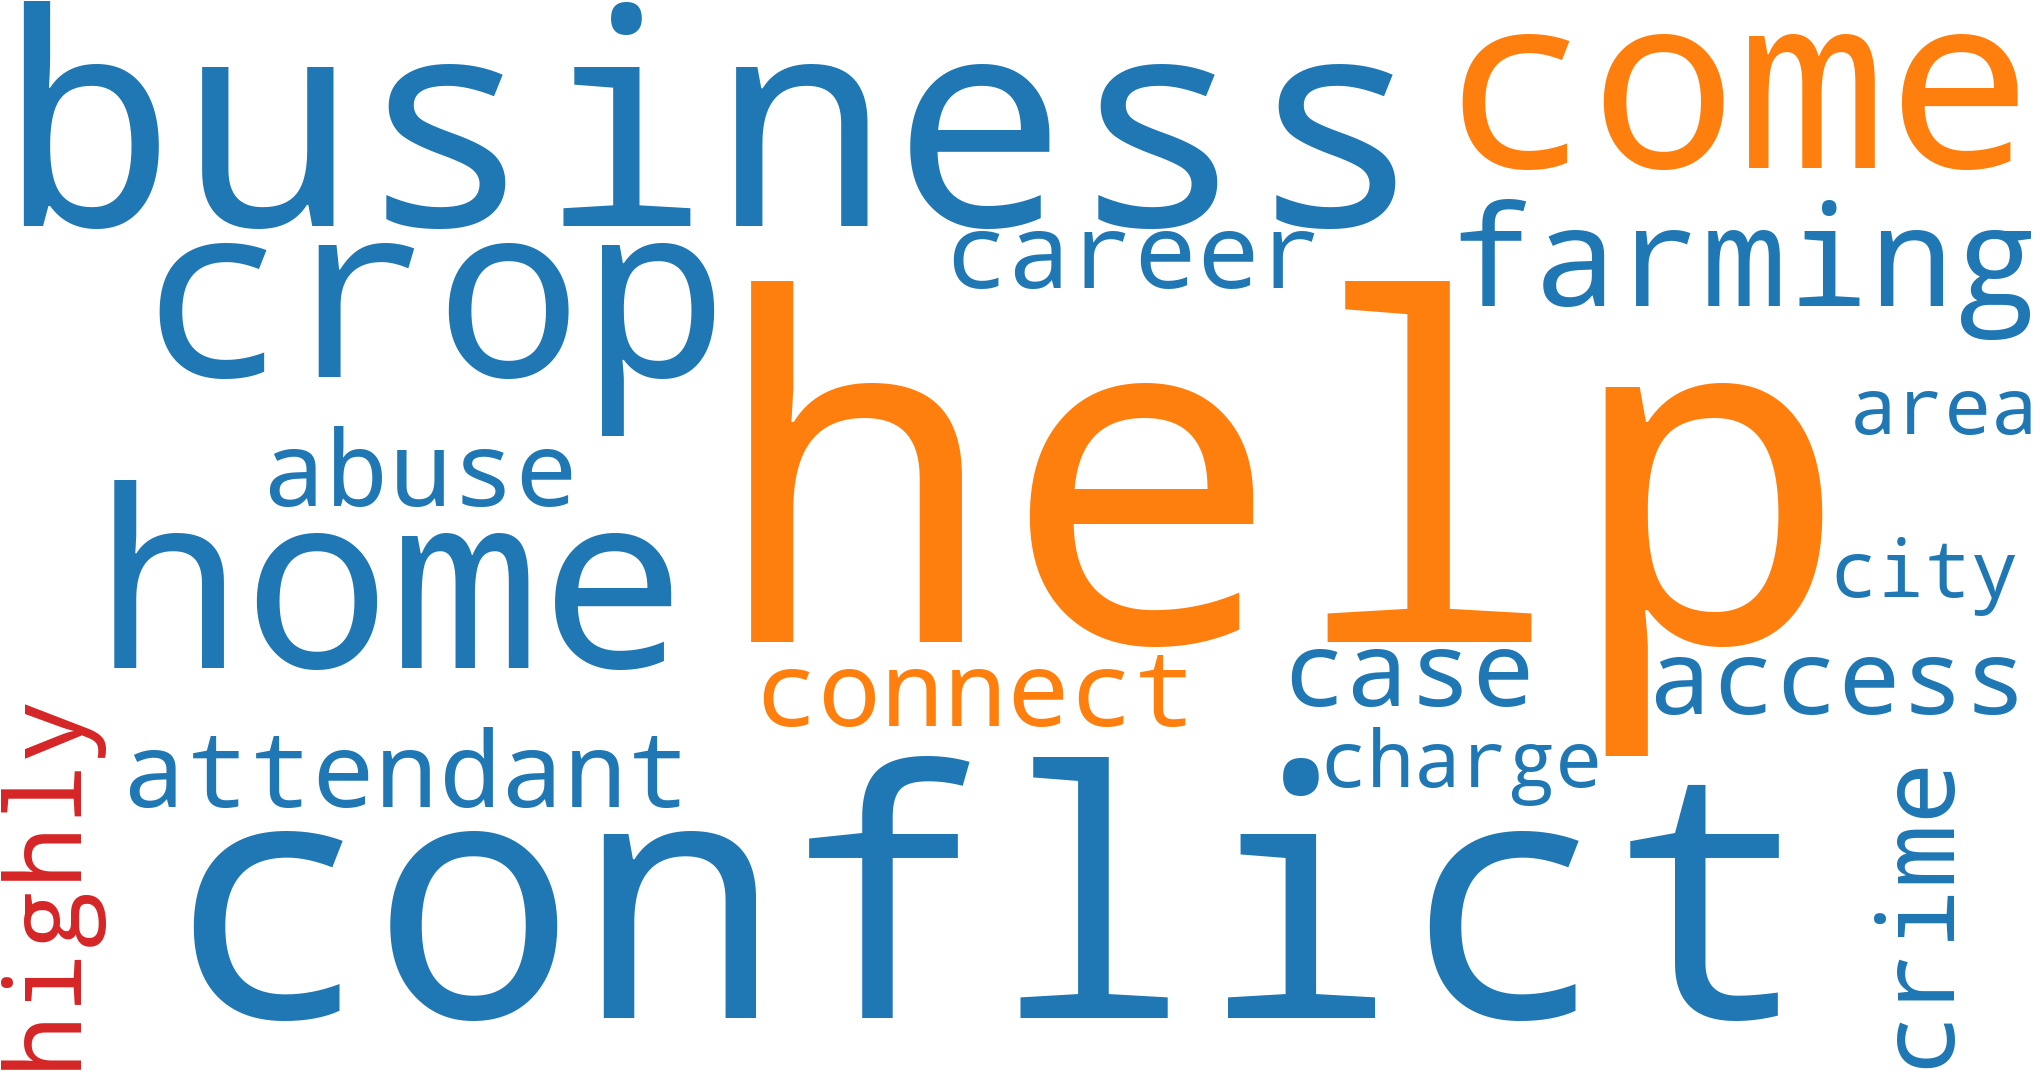 business
come
crop
career
farming
help
area
abuse
home
city
connect
case
access
highly
attendant
charge
conflict
crime